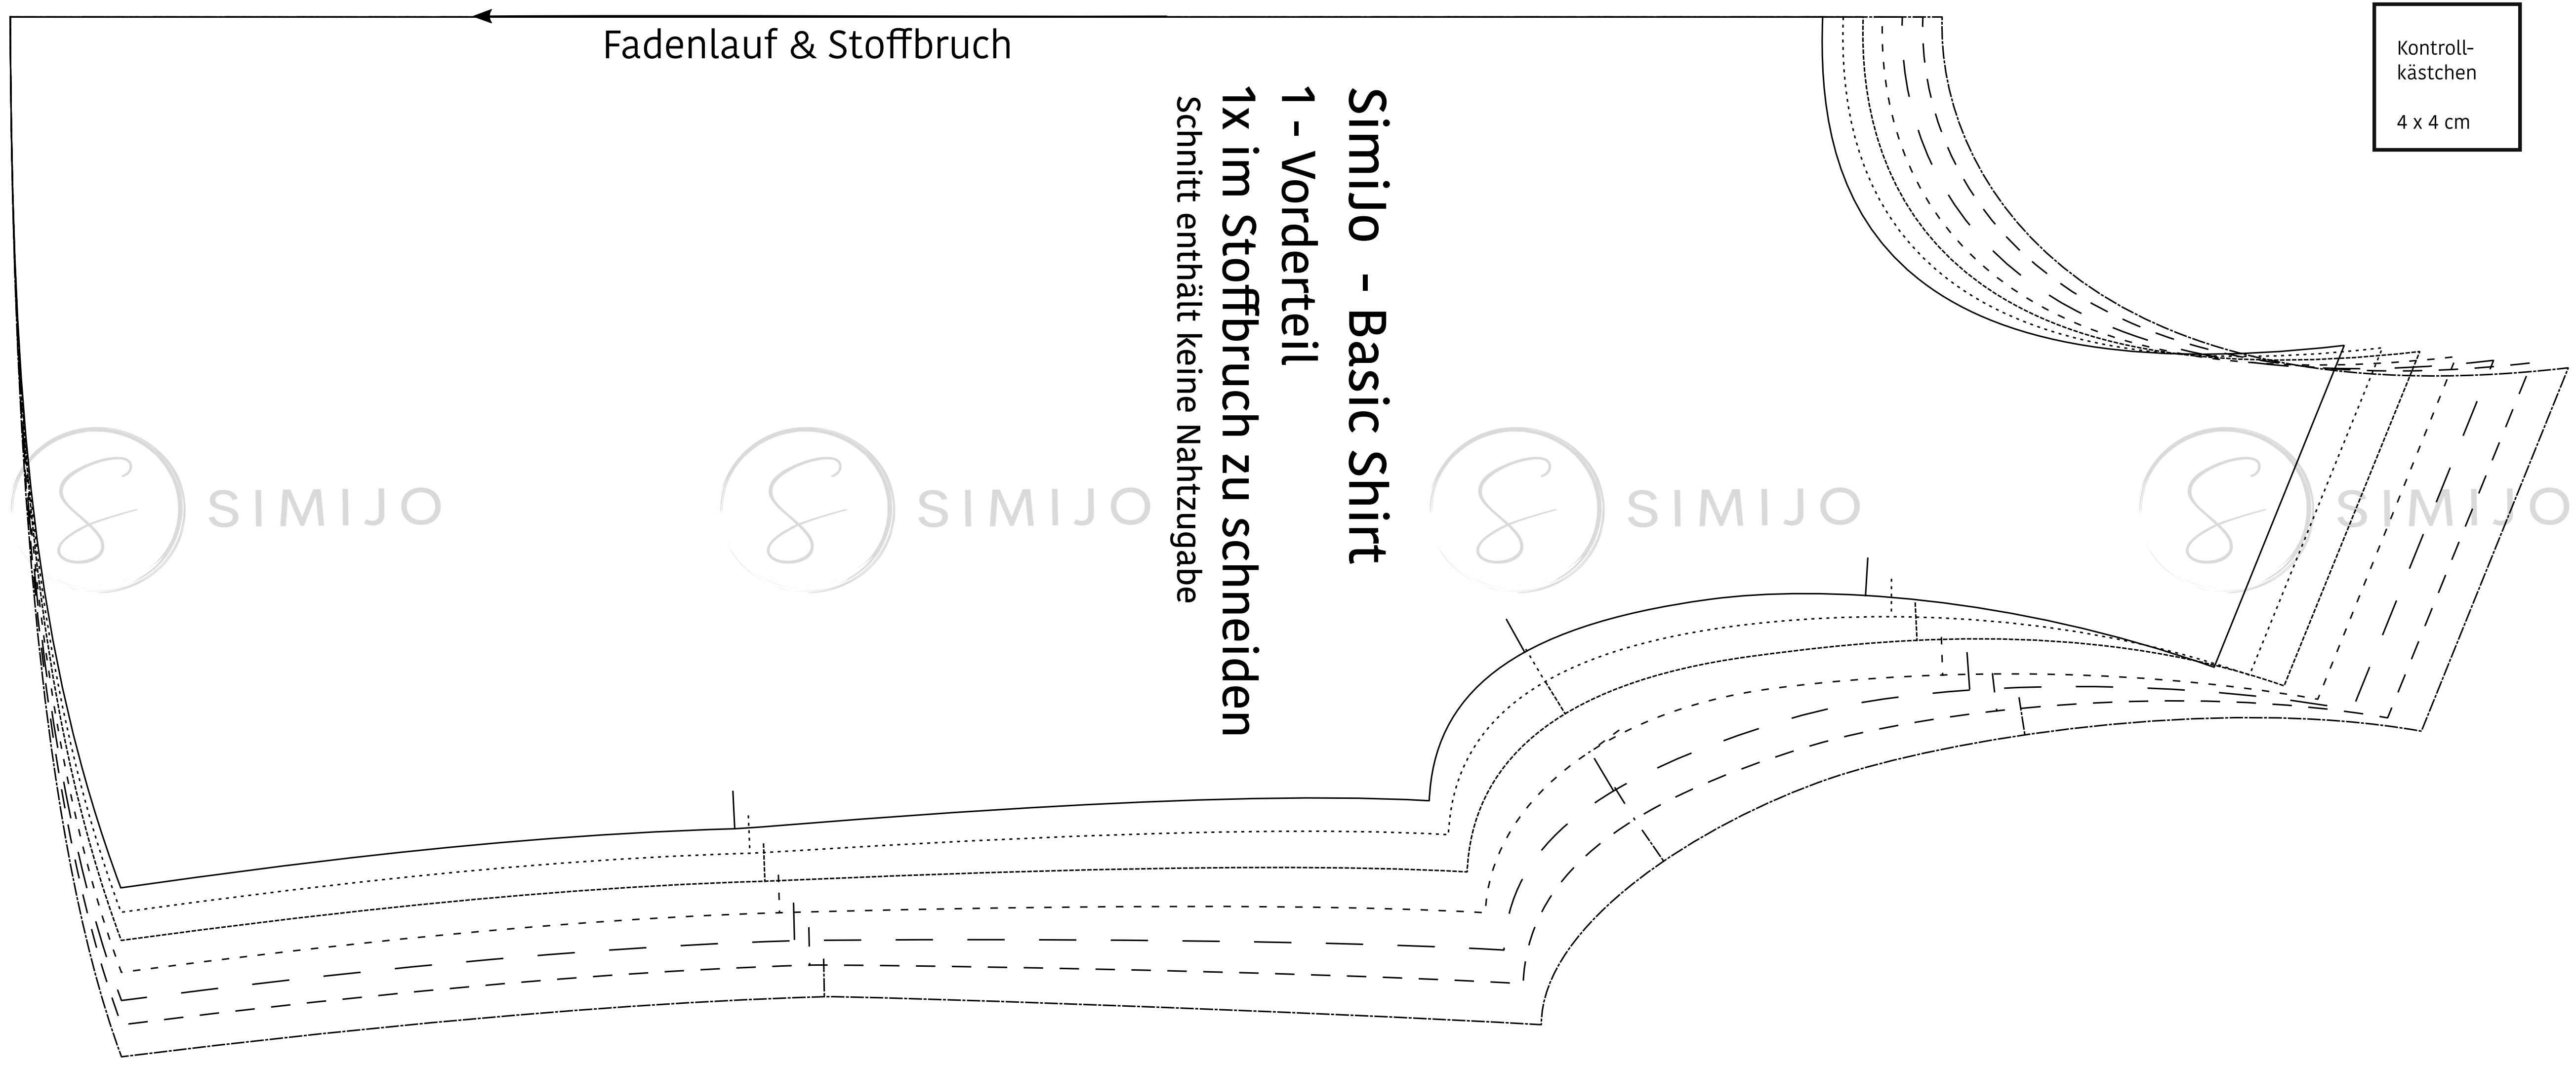 Fadenlauf & Stoffbruch
Kontroll-
kästchen
4 x 4 cm
SimiJo - Basic Shirt
1 - Vorderteil
1x im Stoffbruch zu schneiden
Schnitt enthält keine Nahtzugabe
SIMIJO
SIMIJO
SIMIJO
SIMIJO